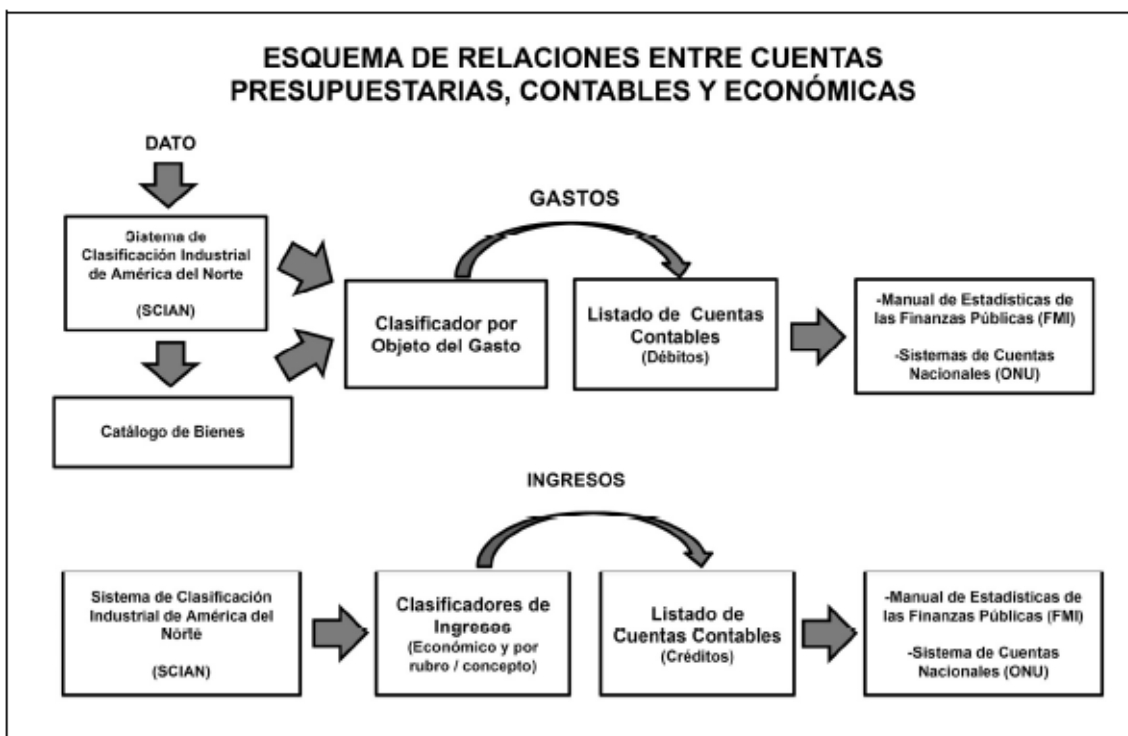 ESQUEMA DE RELACIONES ENTRE CUENTAS
PRESUPUESTARIAS, CONTABLES Y ECONÓMICAS
DATO
GASTOS
Sistema de
Clasificación Industrial
de América del Norte
(SCIAN)
Clasificador por
Objeto del Gasto
Listado de Cuentas
Contables
(Débitos)
-Manual de Estadísticas de
las Finanzas Públicas (FMI)
-Sistemas de Cuentas
Nacionales (ONU)
Catálogo de Bienes
INGRESOS
Sistema de Clasificación
Industrial de América del
Norte
(SCIAN)
Clasificadores de
Ingresos
(Económico y por
rubro / concepto)
Listado de
Cuentas Contables
(Créditos)
-Manual de Estadísticas de
las Finanzas Públicas (FMI)
-Sistema de Cuentas
Nacionales (ONU)